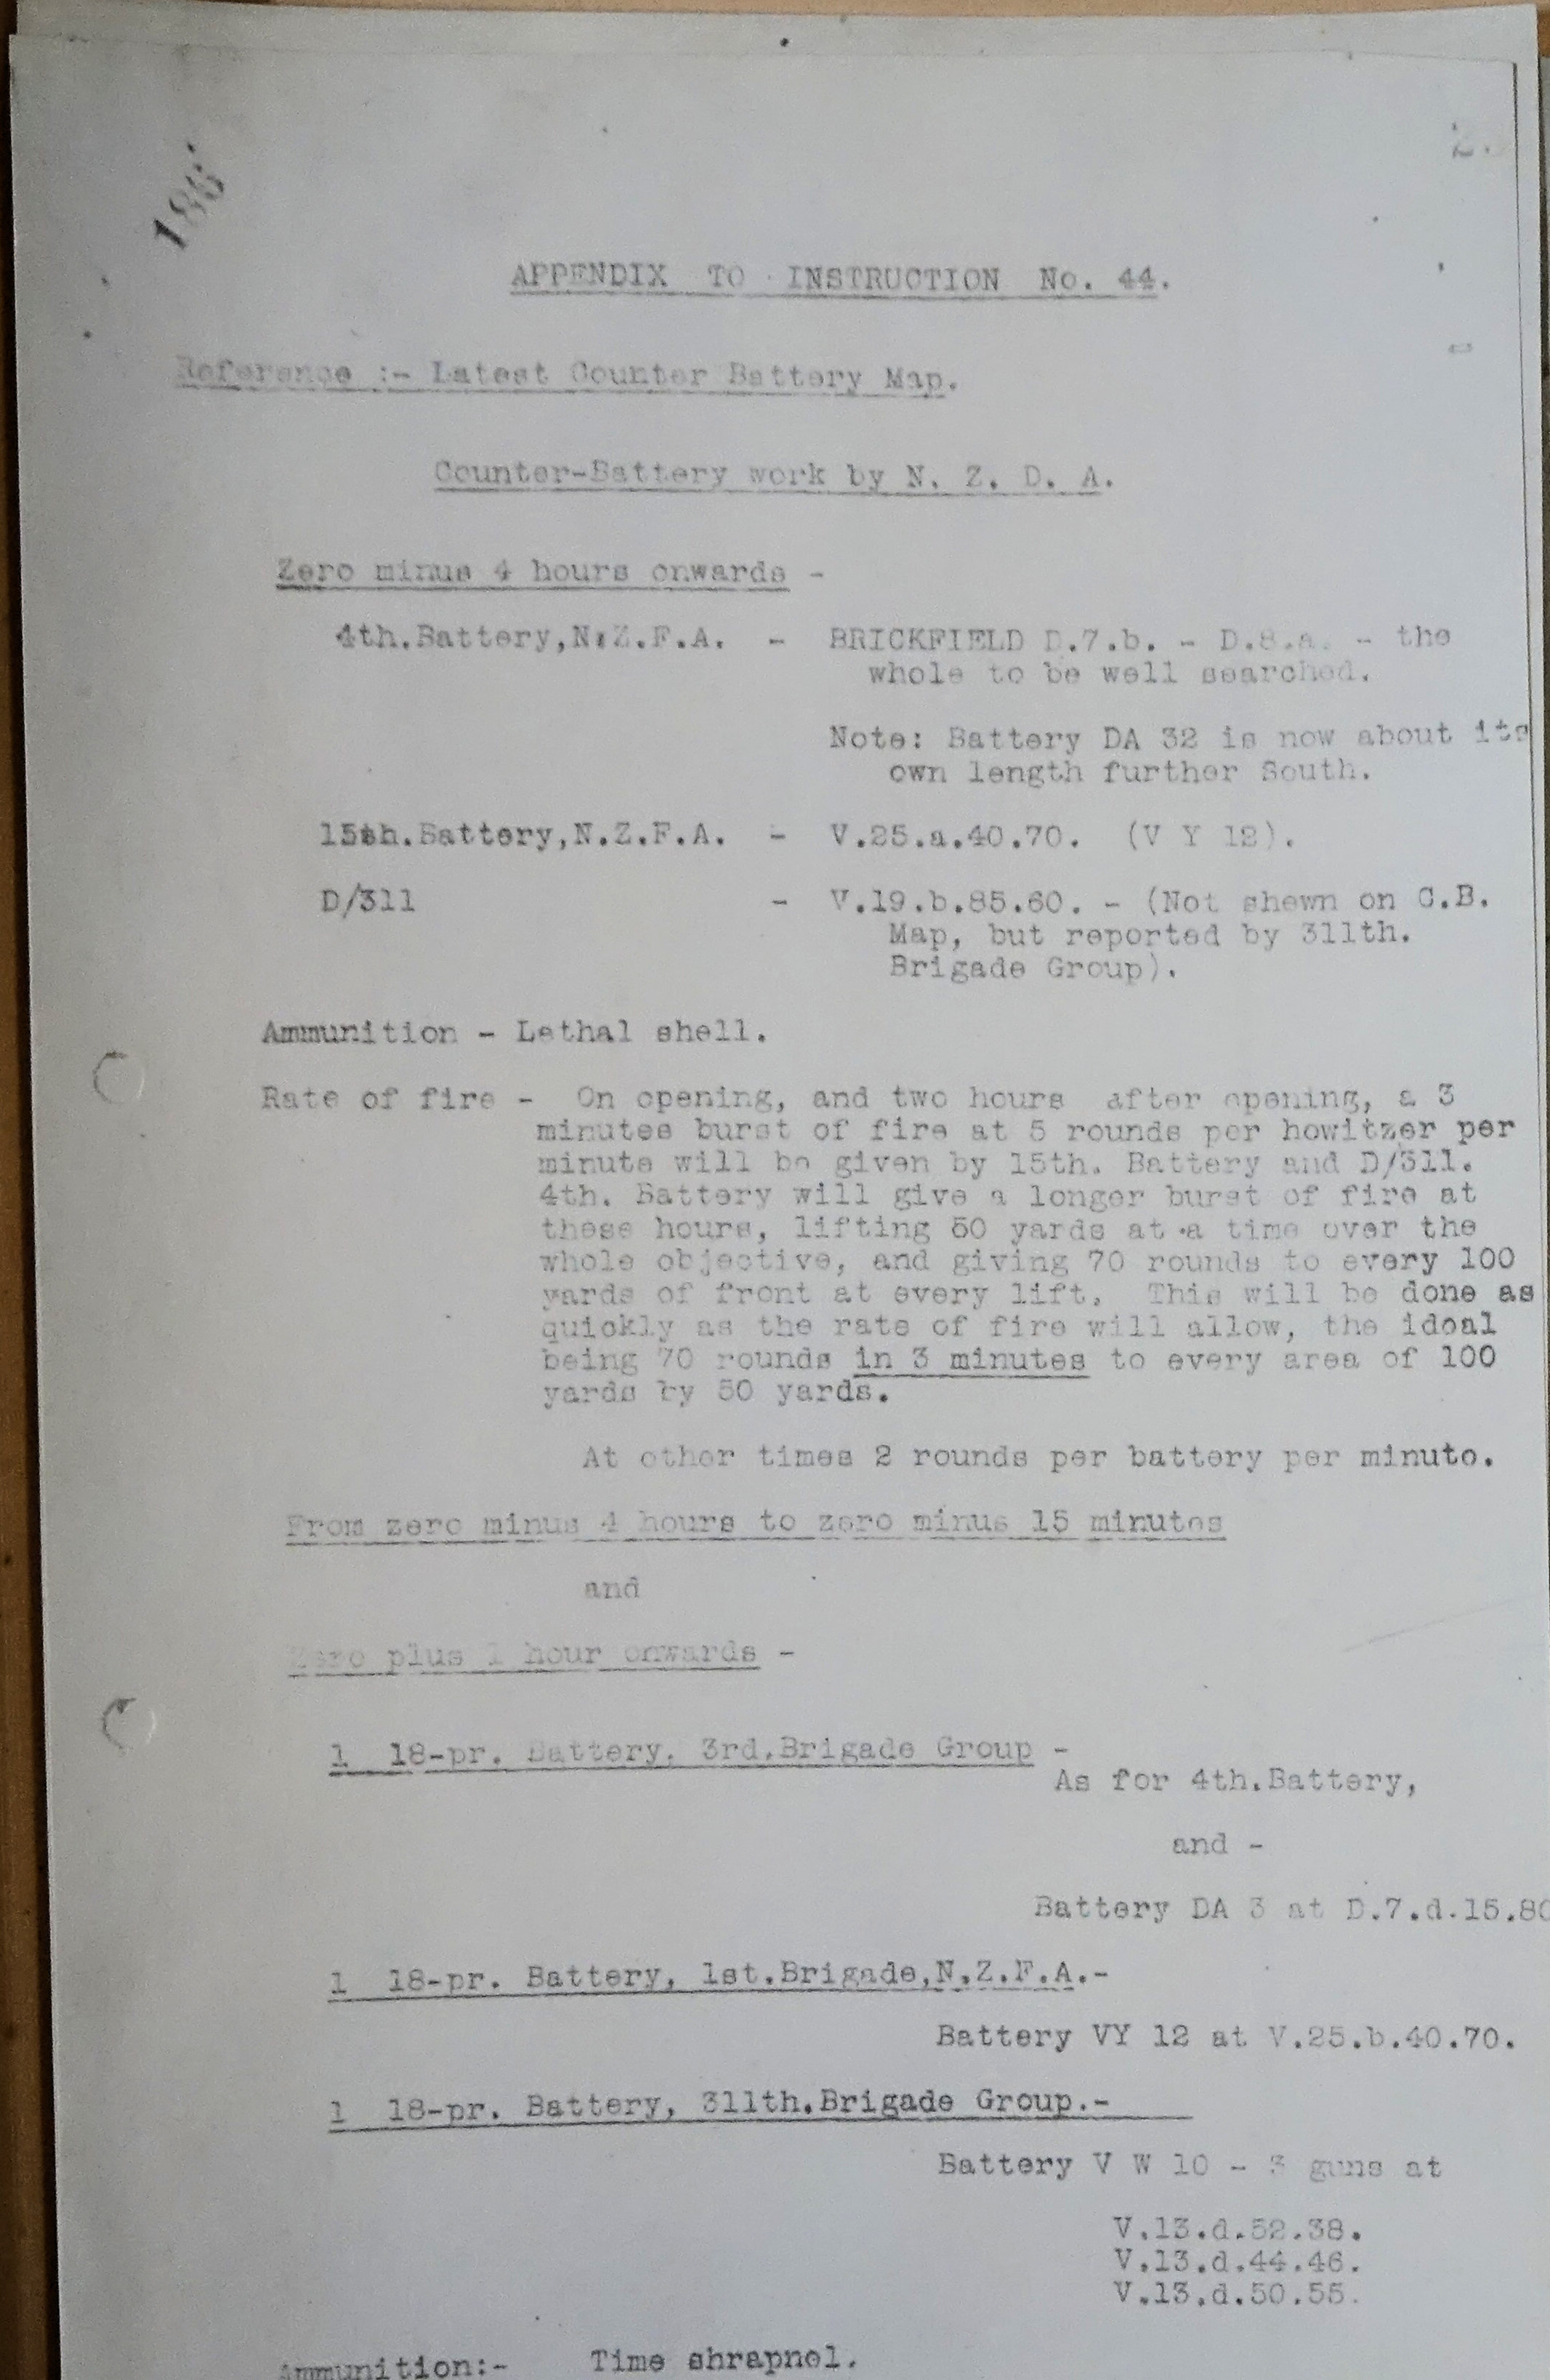 186
2.
APPENDIX TO INSTRUCTION No. 44.
Reference :- Latest Counter Battery Map.
Counter-Battery work by N. Z. D. A.
Zero minus 4 hours onwards -
4th.Battery,N.Z.F.A. - BRICKFIELD D.7.b. - D.8.a. - the
whole to be well searched.
Note: Battery DA 32 is now about its
own length further South.
15th.Battery,N.Z.F.A. - V.25.a.40.70. (V Y 12).
D/311 - V.19.b.85.60. - (Not shewn on C.B.
Map, but reported by 311th.
Brigade Group).
Ammunition - Lethal shell.
Rate of fire - On opening, and two hours after opening, a 3
minutes burst of fire at 5 rounds per howitzer per
minute will be given by 15th. Battery and D/311.
4th. Battery will give a longer burst of fire at
these hours, lifting 50 yards at a time over the
whole objective, and giving 70 rounds to every 100
yards of front at every lift. This will be done as
quickly as the rate of fire will allow, the ideal
being 70 rounds in 3 minutes to every area of 100
yards by 50 yards.
At other times 2 rounds per battery per minute.
From zero minus 4 hours to zero minus 15 minutes
and
Zero plus 1 hour onwards -
1 18-pr. Battery, 3rd.Brigade Group -
As for 4th.Battery,
and -
Battery DA 3 at D.7.d.15.80
1 18-pr. Battery, 1st.Brigade,N.Z.F.A.-
Battery VY 12 at V.25.b.40.70.
1 18-pr. Battery, 311th.Brigade Group.-
Battery V W 10 - 3 guns at
V.13.d.52.38.
V.13.d.44.46.
V.13.d.50.55.
Ammunition:- Time shrapnel.